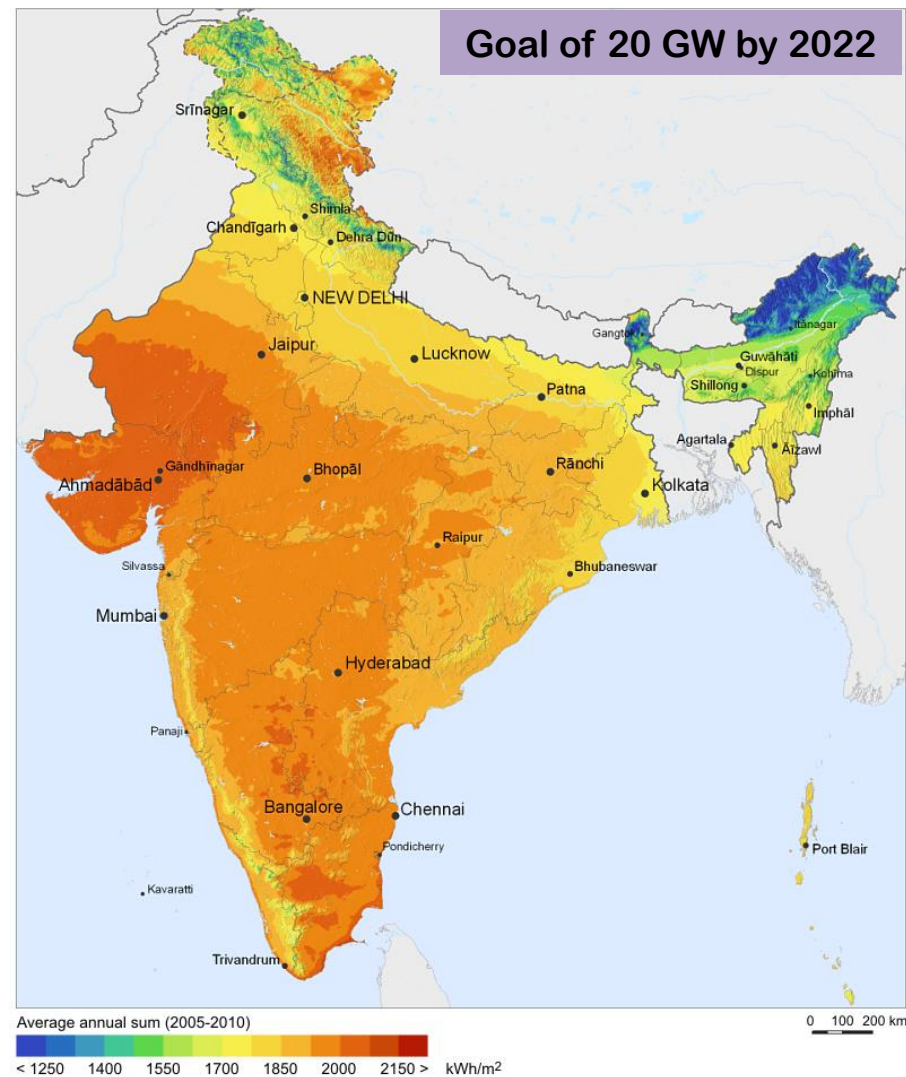 Goal of 20 GW by 2022
Srīnagar
Shimla
Chandīgarh
Dehra Dūn
NEW DELHI
Gangtok
Itānagar
Jaipur
Lucknow
Guwāhāti
Dispur
Kohīma
Shillong
Patna
Imphāl
Agartala
Āīzawl
Gāndhīnagar
Bhopāl
Rānchi
Ahmadābād
Kolkata
Raipur
Silvassa
Bhubaneswar
Mumbai
Hyderabad
Panaji
Bangalore
Chennai
Pondicherry
Port Blair
Kavaratti
Trivandrum
Average annual sum (2005-2010)
0 100 200 km
< 1250 1400 1550 1700 1850 2000 2150 > kWh/m²